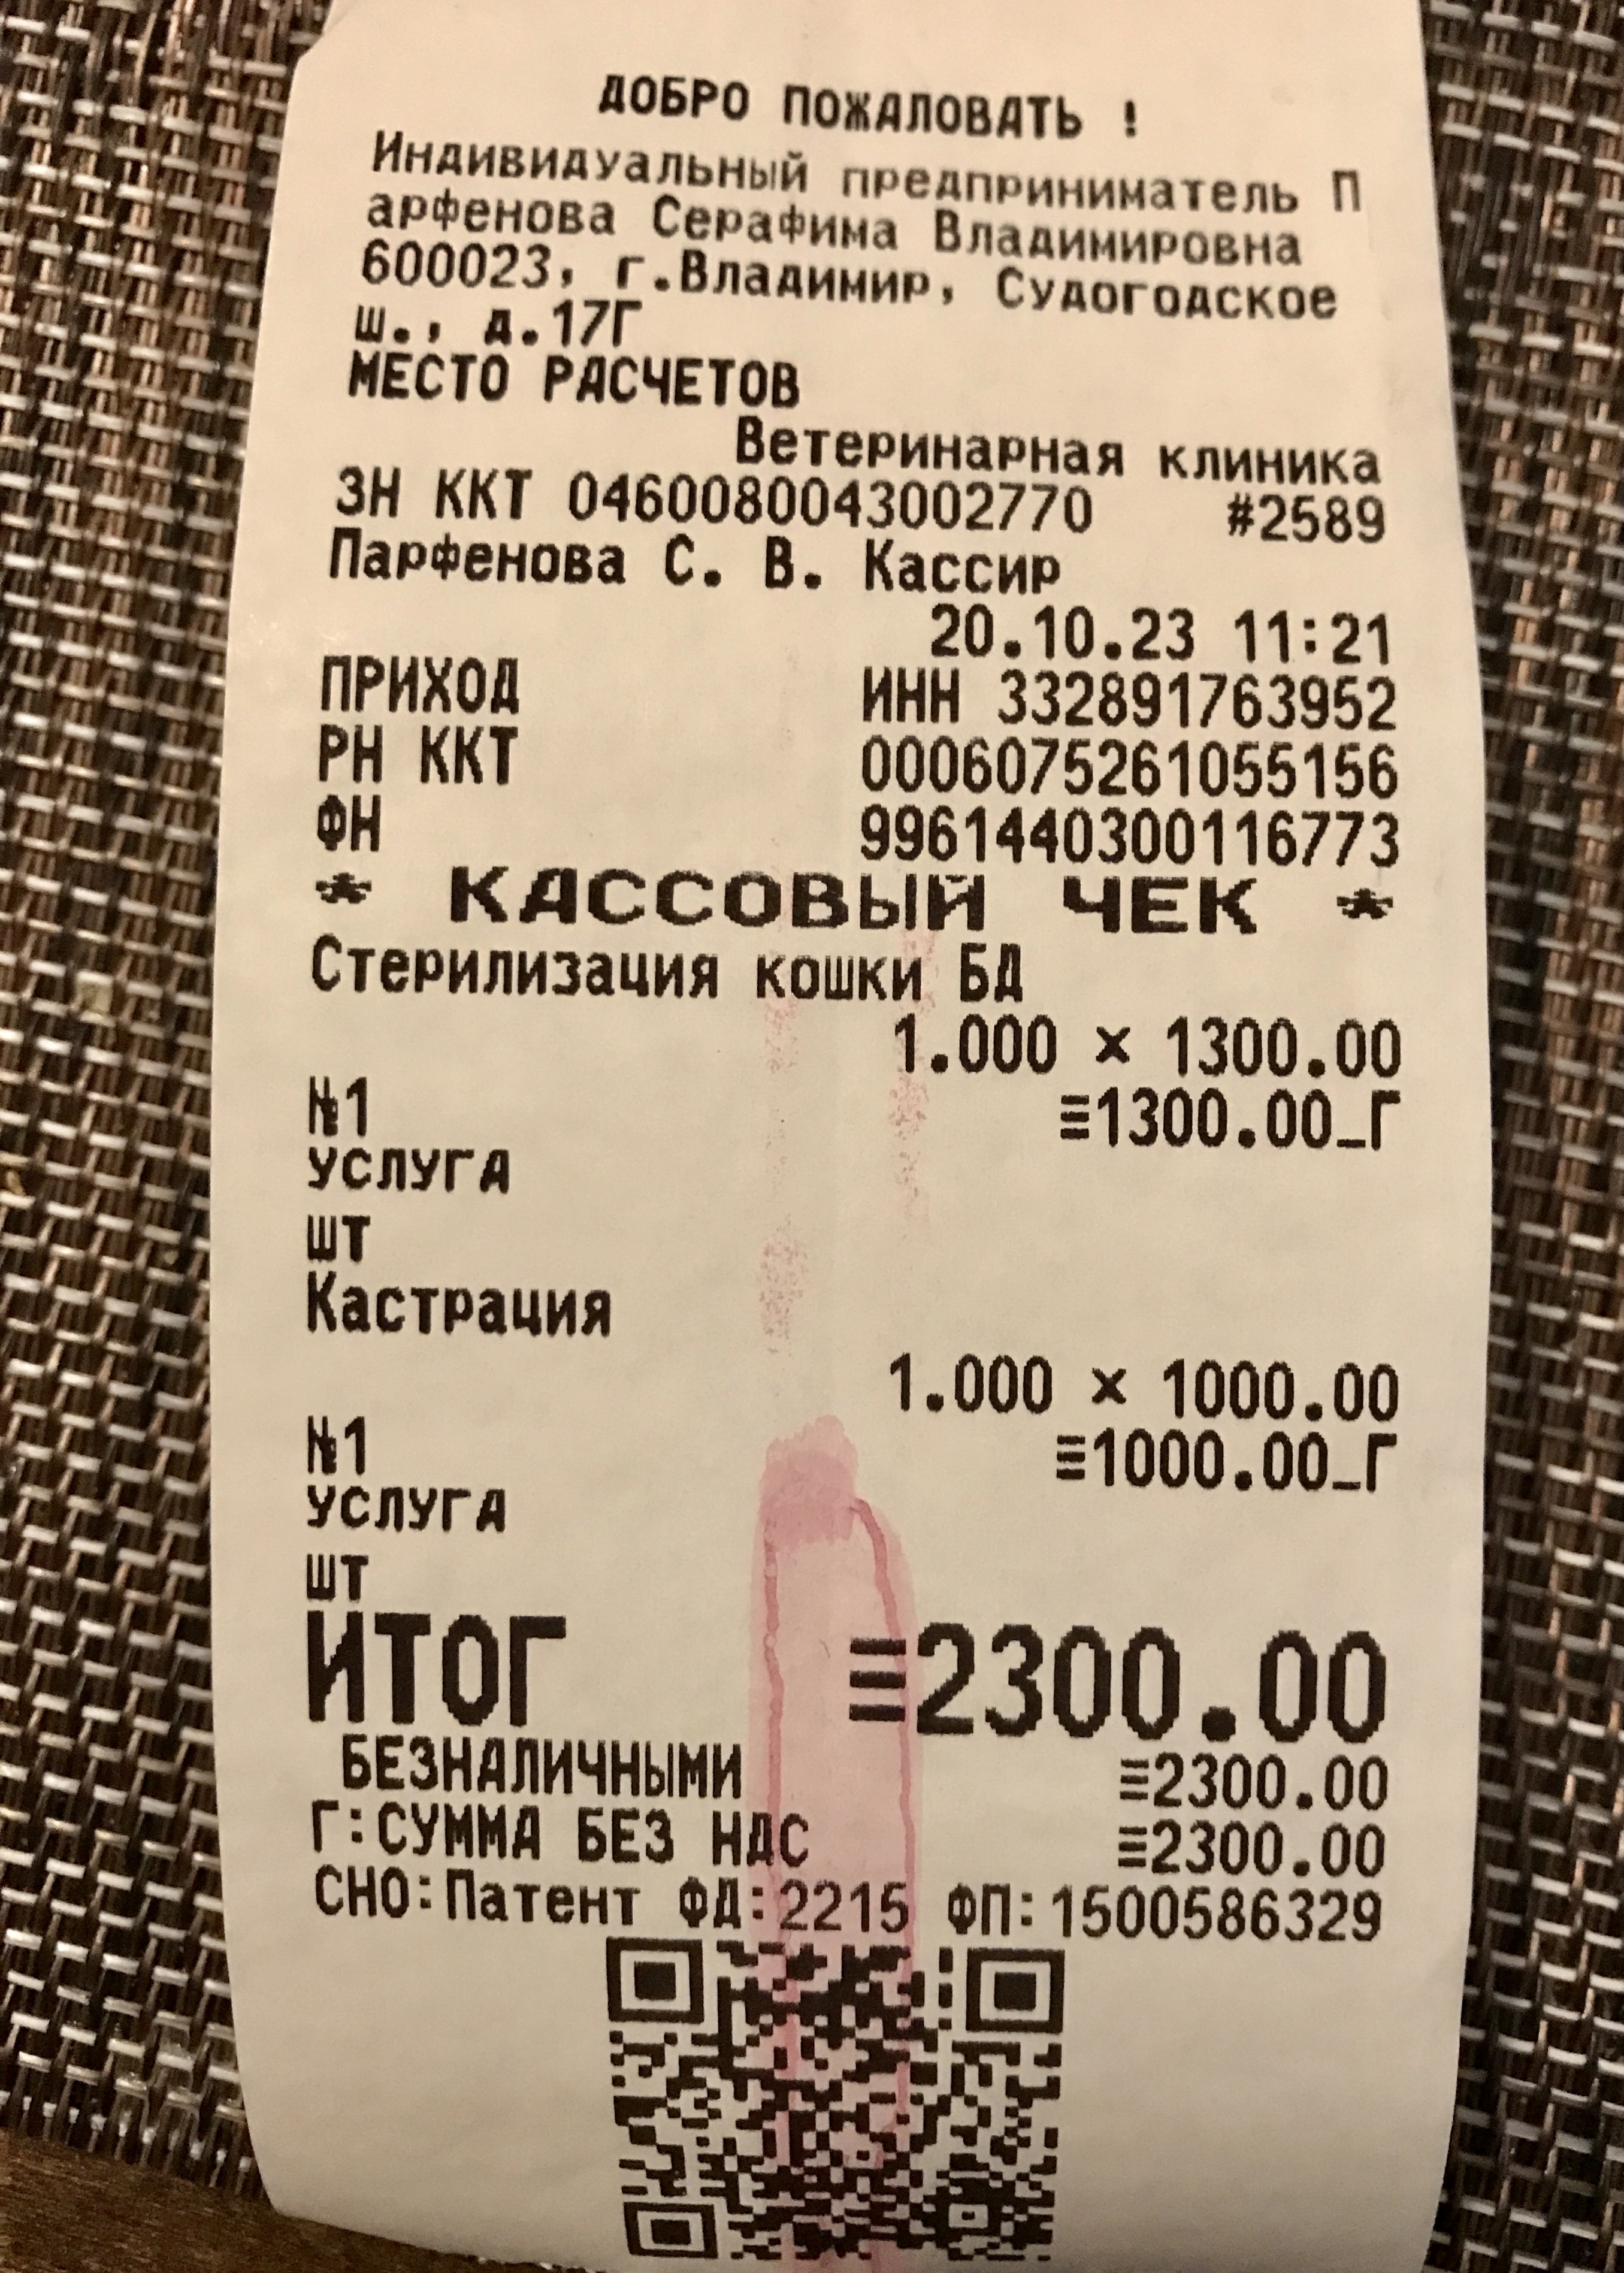 ДОБРО ПОЖАЛОВАТЬ !
Индивидуальный предприниматель П
арфенова Серафима Владимировна
600023, г.Владимир, Судогодское
ш., д.17Г
МЕСТО РАСЧЕТОВ
Ветеринарная клиника
ЗН ККТ 0460080043002770 #2589
Парфенова С. В. Кассир
20.10.23 11:21
ПРИХОД ИНН 332891763952
РН ККТ 0006075261055156
ФН 9961440300116773
* КАССОВЫЙ ЧЕК *
Стерилизация кошки БД
1.000 × 1300.00
№1 ≡1300.00_Г
УСЛУГА
шт
Кастрация
1.000 × 1000.00
№1 ≡1000.00_Г
УСЛУГА
шт
ИТОГ ≡2300.00
БЕЗНАЛИЧНЫМИ ≡2300.00
Г:СУММА БЕЗ НДС ≡2300.00
СНО:Патент ФД:2215 ФП:1500586329